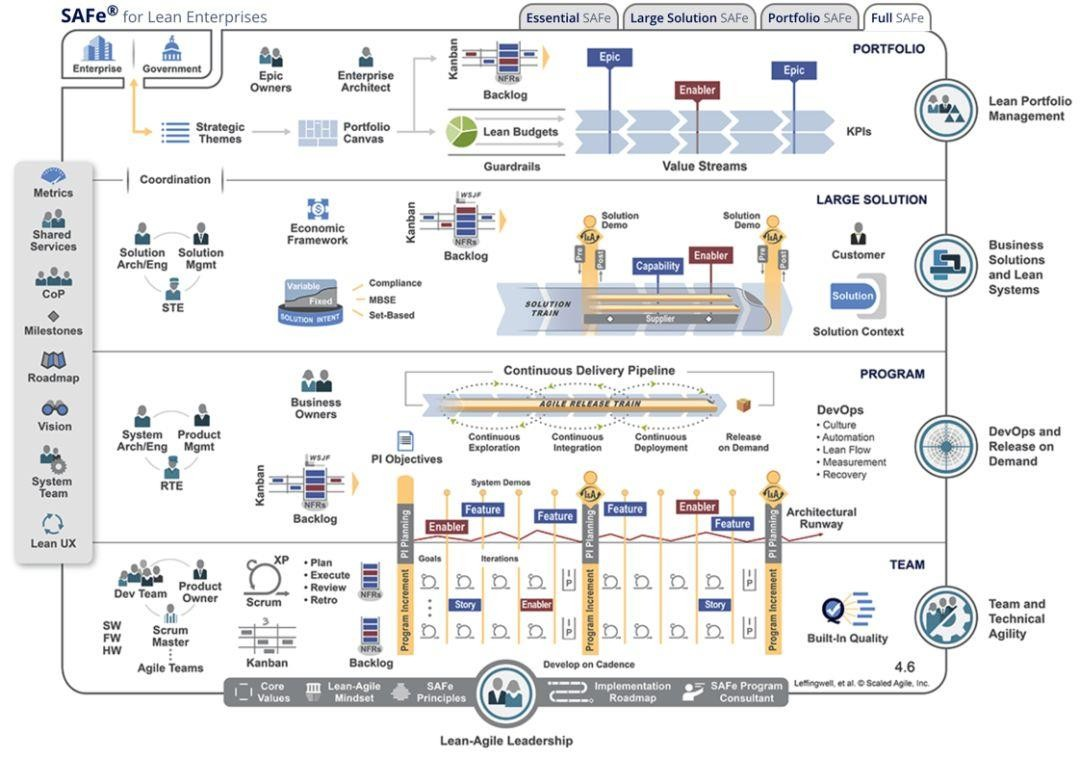 SAFe® for Lean Enterprises
Essential SAFe
Large Solution SAFe
Portfolio SAFe
Full SAFe
Enterprise
Government
Epic
Owners
Enterprise
Architect
Kanban
NFRs
Backlog
Epic
Enabler
Epic
PORTFOLIO
Strategic
Themes
Portfolio
Canvas
Lean Budgets
Guardrails
Value Streams
KPIs
Lean Portfolio
Management
Coordination
Metrics
Shared
Services
CoP
Milestones
Roadmap
Vision
System
Team
Lean UX
LARGE SOLUTION
Solution
Arch/Eng
Solution
Mgmt
STE
Economic
Framework
Kanban
WSJF
NFRs
Backlog
Variable
Fixed
SOLUTION INTENT
Compliance
MBSE
Set-Based
Solution
Demo
I&A
Pre
Post
Capability
Enabler
Solution
Demo
I&A
Pre
Post
SOLUTION
TRAIN
Supplier
Customer
Solution
Solution Context
Business
Solutions
and Lean
Systems
PROGRAM
System
Arch/Eng
Product
Mgmt
RTE
Business
Owners
Continuous Delivery Pipeline
AGILE RELEASE TRAIN
Continuous
Exploration
Continuous
Integration
Continuous
Deployment
Release
on Demand
DevOps
• Culture
• Automation
• Lean Flow
• Measurement
• Recovery
DevOps and
Release on
Demand
PI Objectives
Kanban
WSJF
NFRs
Backlog
System Demos
PI Planning
Enabler
Feature
Feature
I&A
PI Planning
Feature
Enabler
Feature
I&A
PI Planning
Architectural
Runway
TEAM
Dev Team
Product
Owner
Scrum
Master
SW
FW
HW
Agile Teams
XP
Scrum
Kanban
• Plan
• Execute
• Review
• Retro
NFRs
NFRs
Backlog
Program Increment
Goals
Iterations
Story
Enabler
I P
I P
Program Increment
Story
I P
I P
Program Increment
Built-In Quality
Team and
Technical
Agility
Develop on Cadence
4.6
Leffingwell, et al. © Scaled Agile, Inc.
Core
Values
Lean-Agile
Mindset
SAFe
Principles
Implementation
Roadmap
SAFe Program
Consultant
Lean-Agile Leadership